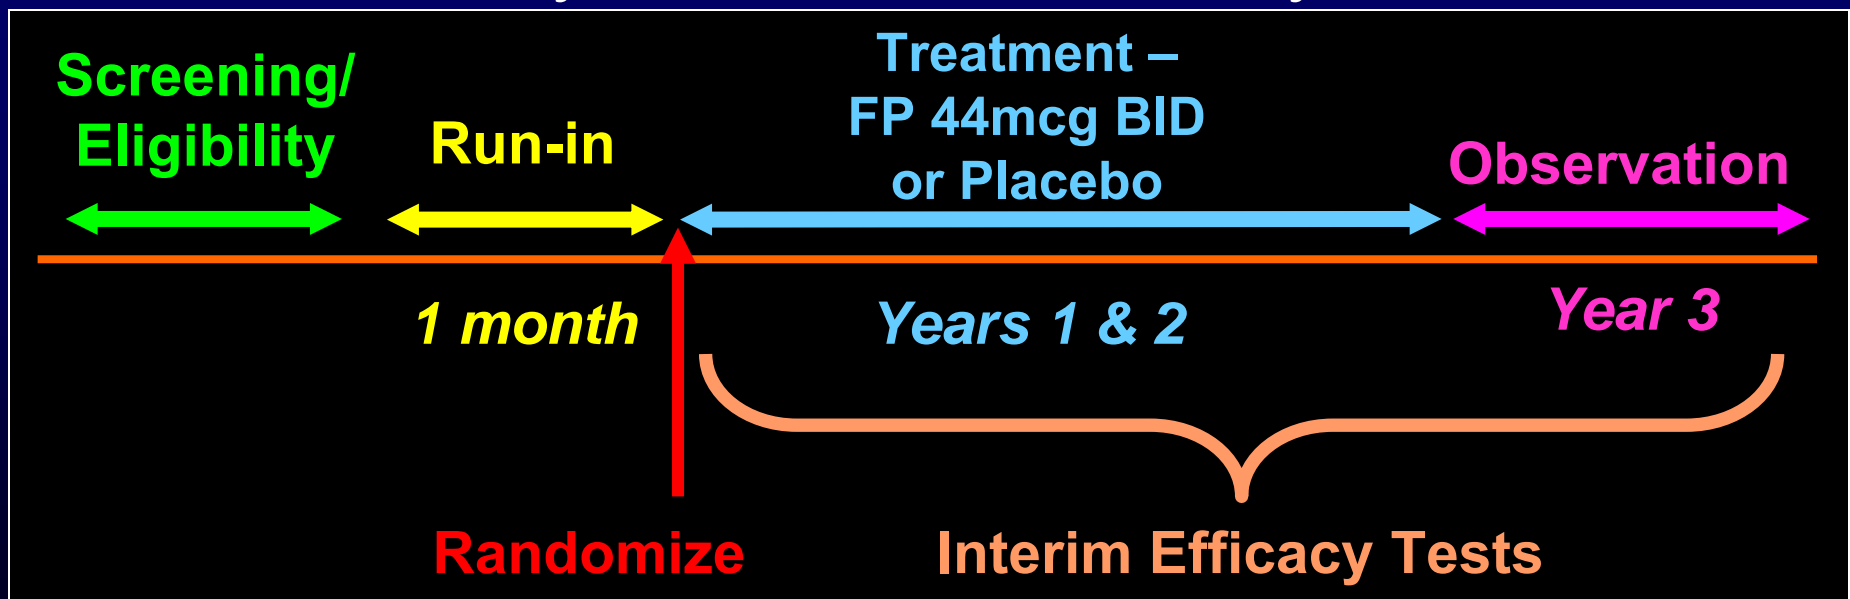 Screening/
Eligibility
Run-in
Treatment –
FP 44mcg BID
or Placebo
Observation
1 month
Years 1 & 2
Year 3
Randomize
Interim Efficacy Tests